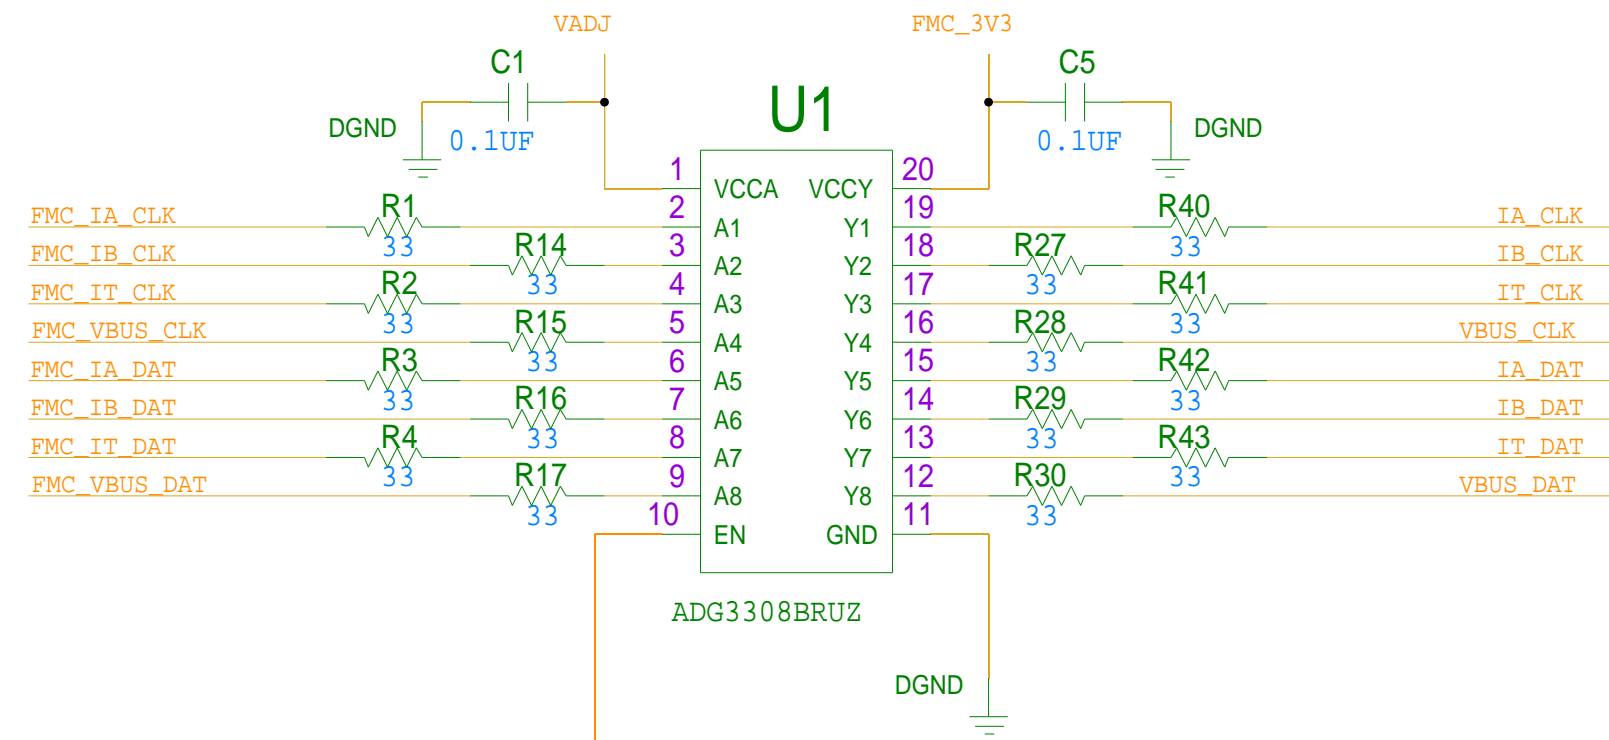 VADJ FMC_3V3
C1 C5
U1
DGND DGND
0.1UF 0.1UF
1 20
VCCA VCCY
FMC_IA_CLK R1 2 19 R40 IA_CLK
33 A1 Y1 33
FMC_IB_CLK R14 3 18 R27 IB_CLK
33 A2 Y2 33
FMC_IT_CLK R2 4 17 R41 IT_CLK
33 A3 Y3 33
FMC_VBUS_CLK R15 5 16 R28 VBUS_CLK
33 A4 Y4 33
FMC_IA_DAT R3 6 15 R42 IA_DAT
33 A5 Y5 33
FMC_IB_DAT R16 7 14 R29 IB_DAT
33 A6 Y6 33
FMC_IT_DAT R4 8 13 R43 IT_DAT
33 A7 Y7 33
FMC_VBUS_DAT R17 9 12 R30 VBUS_DAT
33 A8 Y8 33
10 11
EN GND
ADG3308BRUZ
DGND